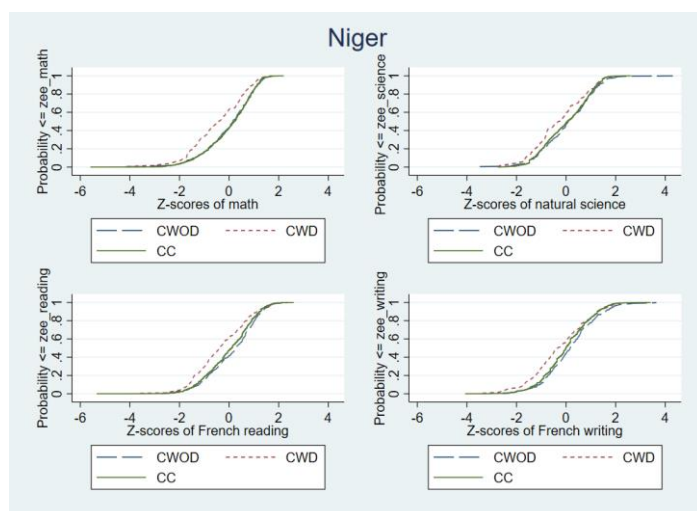 Niger
Probability <= zee_math
0 .2 .4 .6 .8 1
-6 -4 -2 0 2 4
Z-scores of math
CWOD CWD
CC
Probability <= zee_science
0 .2 .4 .6 .8 1
-6 -4 -2 0 2 4
Z-scores of natural science
CWOD CWD
CC
Probability <= zee_reading
0 .2 .4 .6 .8 1
-6 -4 -2 0 2 4
Z-scores of French reading
CWOD CWD
CC
Probability <= zee_writing
0 .2 .4 .6 .8 1
-6 -4 -2 0 2 4
Z-scores of French writing
CWOD CWD
CC